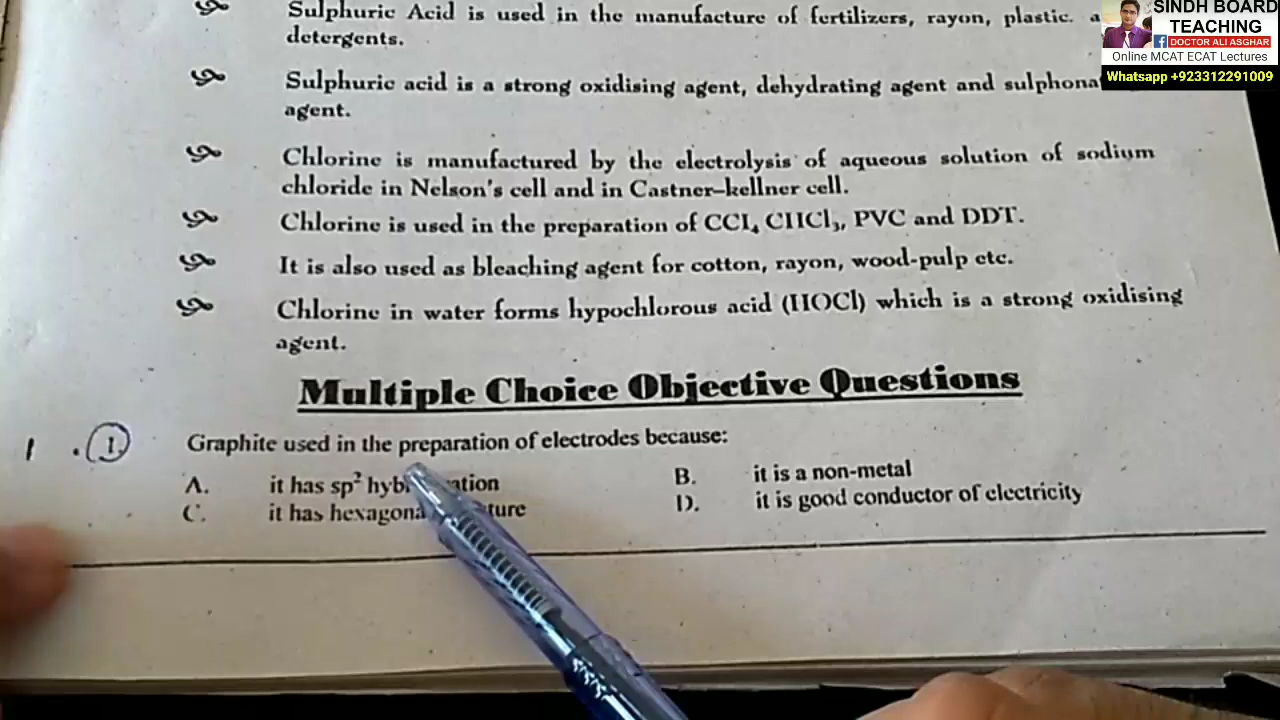 Sulphuric Acid is used in the manufacture of fertilizers, rayon, plastic. a
detergents.
Sulphuric acid is a strong oxidising agent, dehydrating agent and sulphona
agent.
Chlorine is manufactured by the electrolysis of aqueous solution of sodium
chloride in Nelson's cell and in Castner–kellner cell.
Chlorine is used in the preparation of CCl₄ CHCl₃, PVC and DDT.
It is also used as bleaching agent for cotton, rayon, wood-pulp etc.
Chlorine in water forms hypochlorous acid (HOCl) which is a strong oxidising
agent.
Multiple Choice Objective Questions
1 . 1 Graphite used in the preparation of electrodes because:
A. it has sp² hyb ation B. it is a non-metal
C. it has hexagona ture D. it is good conductor of electricity
SINDH BOARD
TEACHING
DOCTOR ALI ASGHAR
Online MCAT ECAT Lectures
Whatsapp +923312291009